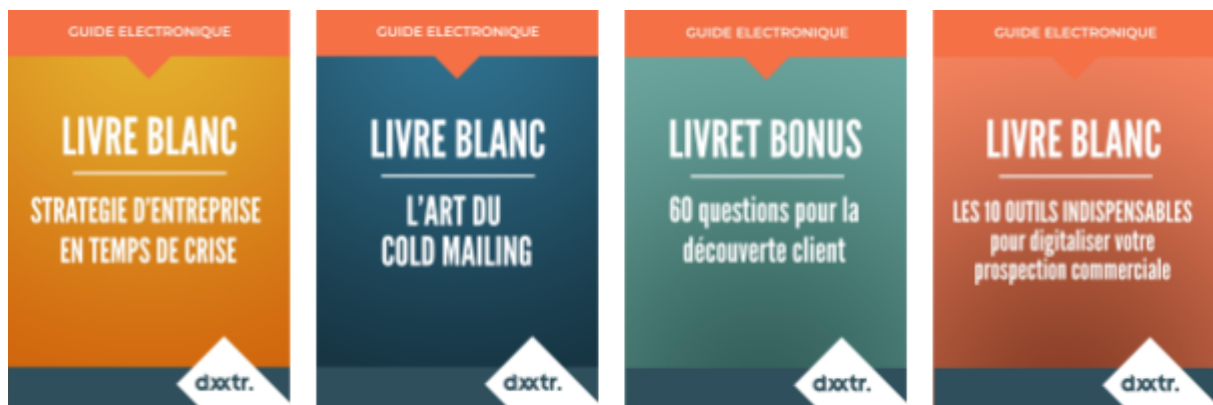 GUIDE ELECTRONIQUE
LIVRE BLANC
STRATEGIE D'ENTREPRISE
EN TEMPS DE CRISE
dxxtr.
GUIDE ELECTRONIQUE
LIVRE BLANC
L'ART DU
COLD MAILING
dxxtr.
GUIDE ELECTRONIQUE
LIVRET BONUS
60 questions pour la
découverte client
dxxtr.
GUIDE ELECTRONIQUE
LIVRE BLANC
LES 10 OUTILS INDISPENSABLES
pour digitaliser votre
prospection commerciale
dxxtr.